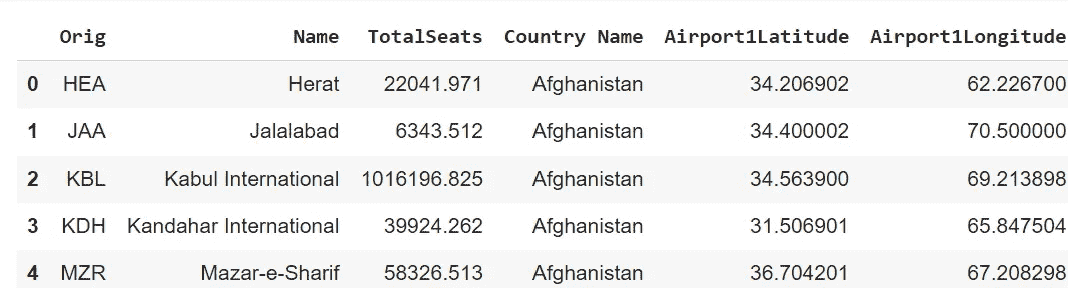 Orig Name TotalSeats Country Name Airport1Latitude Airport1Longitude
0 HEA Herat 22041.971 Afghanistan 34.206902 62.226700
1 JAA Jalalabad 6343.512 Afghanistan 34.400002 70.500000
2 KBL Kabul International 1016196.825 Afghanistan 34.563900 69.213898
3 KDH Kandahar International 39924.262 Afghanistan 31.506901 65.847504
4 MZR Mazar-e-Sharif 58326.513 Afghanistan 36.704201 67.208298